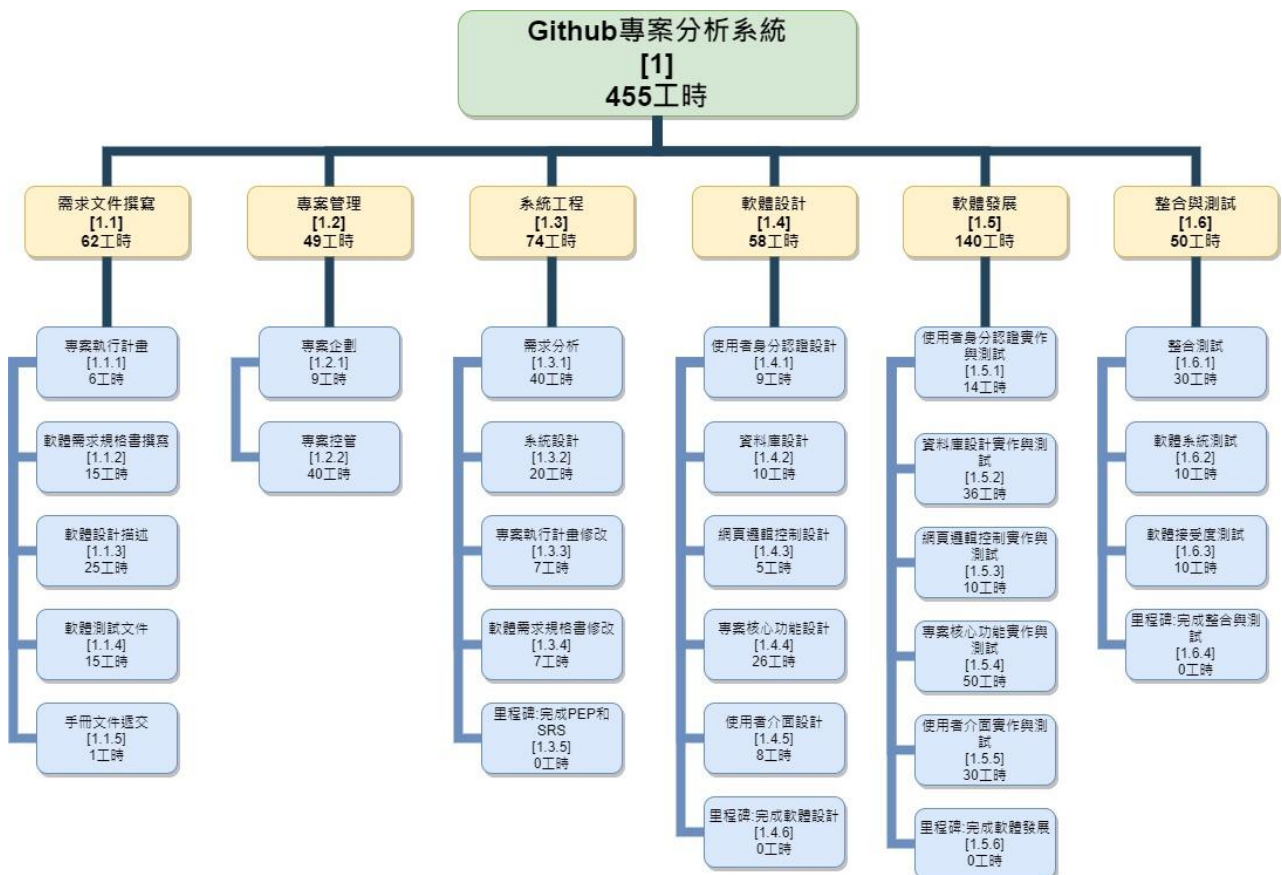 Github專案分析系統
[1]
455工時
需求文件撰寫
[1.1]
62工時
專案管理
[1.2]
49工時
系統工程
[1.3]
74工時
軟體設計
[1.4]
58工時
軟體發展
[1.5]
140工時
整合與測試
[1.6]
50工時
專案執行計畫
[1.1.1]
6工時
軟體需求規格書撰寫
[1.1.2]
15工時
軟體設計描述
[1.1.3]
25工時
軟體測試文件
[1.1.4]
15工時
手冊文件遞交
[1.1.5]
1工時
專案企劃
[1.2.1]
9工時
專案控管
[1.2.2]
40工時
需求分析
[1.3.1]
40工時
系統設計
[1.3.2]
20工時
專案執行計畫修改
[1.3.3]
7工時
軟體需求規格書修改
[1.3.4]
7工時
里程碑:完成PEP和
SRS
[1.3.5]
0工時
使用者身分認證設計
[1.4.1]
9工時
資料庫設計
[1.4.2]
10工時
網頁邏輯控制設計
[1.4.3]
5工時
專案核心功能設計
[1.4.4]
26工時
使用者介面設計
[1.4.5]
8工時
里程碑:完成軟體設計
[1.4.6]
0工時
使用者身分認證實作
與測試
[1.5.1]
14工時
資料庫設計實作與測
試
[1.5.2]
36工時
網頁邏輯控制實作與
測試
[1.5.3]
10工時
專案核心功能實作與
測試
[1.5.4]
50工時
使用者介面實作與測
試
[1.5.5]
30工時
里程碑:完成軟體發展
[1.5.6]
0工時
整合測試
[1.6.1]
30工時
軟體系統測試
[1.6.2]
10工時
軟體接受度測試
[1.6.3]
10工時
里程碑:完成整合與測
試
[1.6.4]
0工時